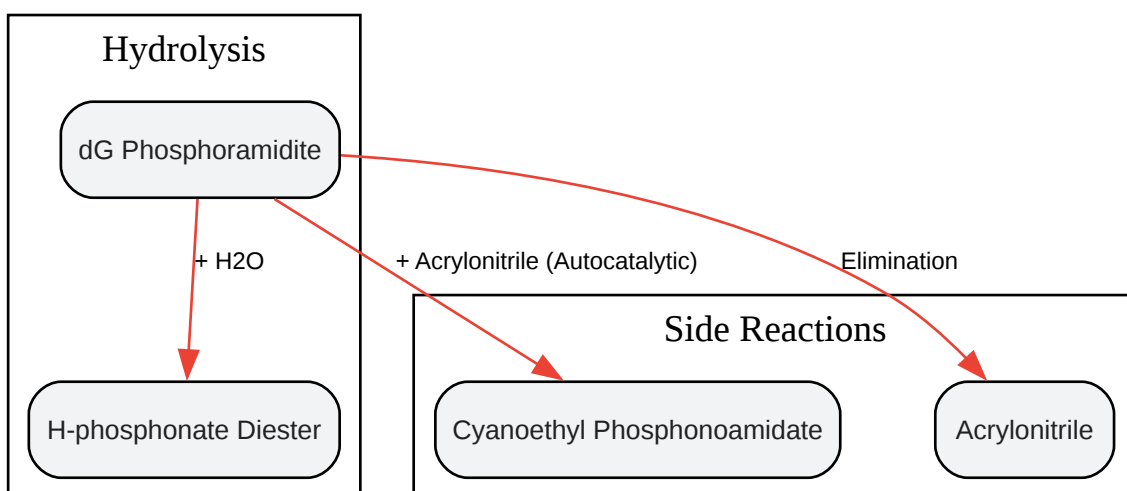 Hydrolysis
dG Phosphoramidite
+ H2O
+ Acrylonitrile (Autocatalytic)
Elimination
Side Reactions
H-phosphonate Diester
Cyanoethyl Phosphonoamidate
Acrylonitrile